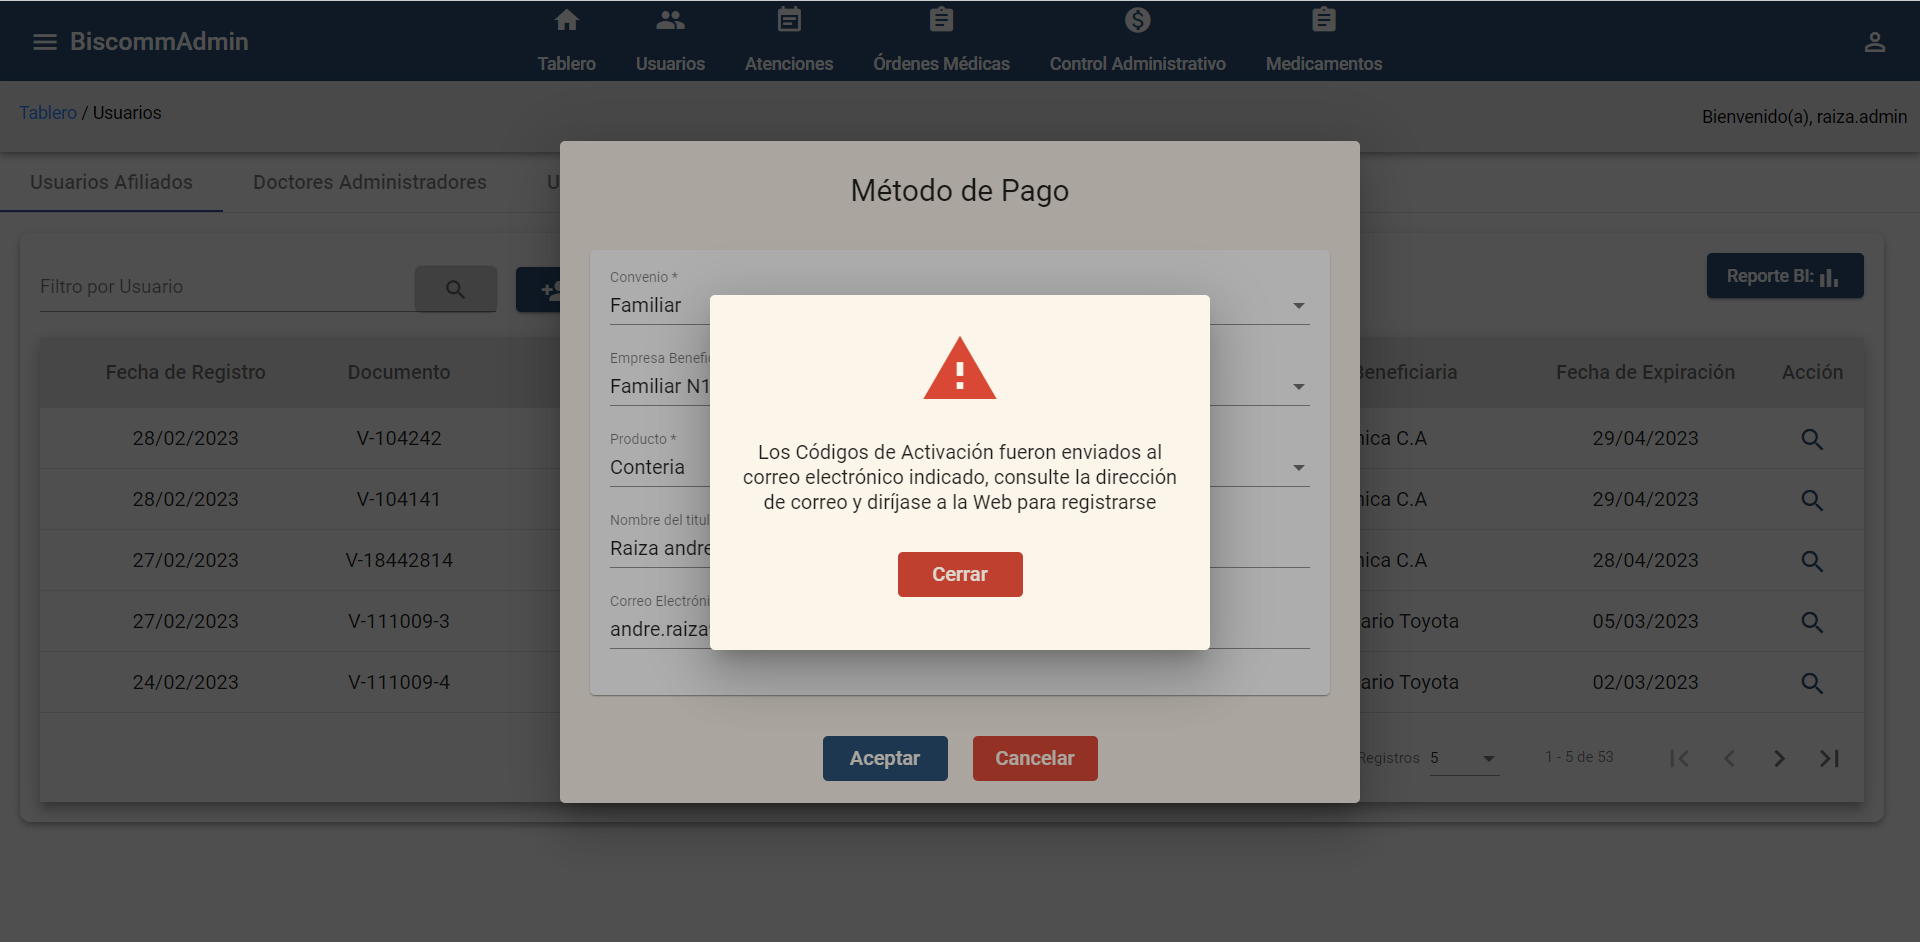 BiscommAdmin
Tablero
Usuarios
Atenciones
Órdenes Médicas
Control Administrativo
Medicamentos
Tablero / Usuarios
Bienvenido(a), raiza.admin
Usuarios Afiliados
Doctores Administradores
U
Filtro por Usuario
Reporte BI:
Fecha de Registro
Documento
Beneficiaria
Fecha de Expiración
Acción
28/02/2023
V-104242
nica C.A
29/04/2023
28/02/2023
V-104141
nica C.A
29/04/2023
27/02/2023
V-18442814
nica C.A
28/04/2023
27/02/2023
V-111009-3
ario Toyota
05/03/2023
24/02/2023
V-111009-4
ario Toyota
02/03/2023
Registros
5
1 - 5 de 53
Método de Pago
Convenio *
Familiar
Empresa Benefi
Familiar N1
Producto *
Conteria
Nombre del titul
Raiza andre
Correo Electróni
andre.raiza
Aceptar
Cancelar
Los Códigos de Activación fueron enviados al
correo electrónico indicado, consulte la dirección
de correo y diríjase a la Web para registrarse
Cerrar